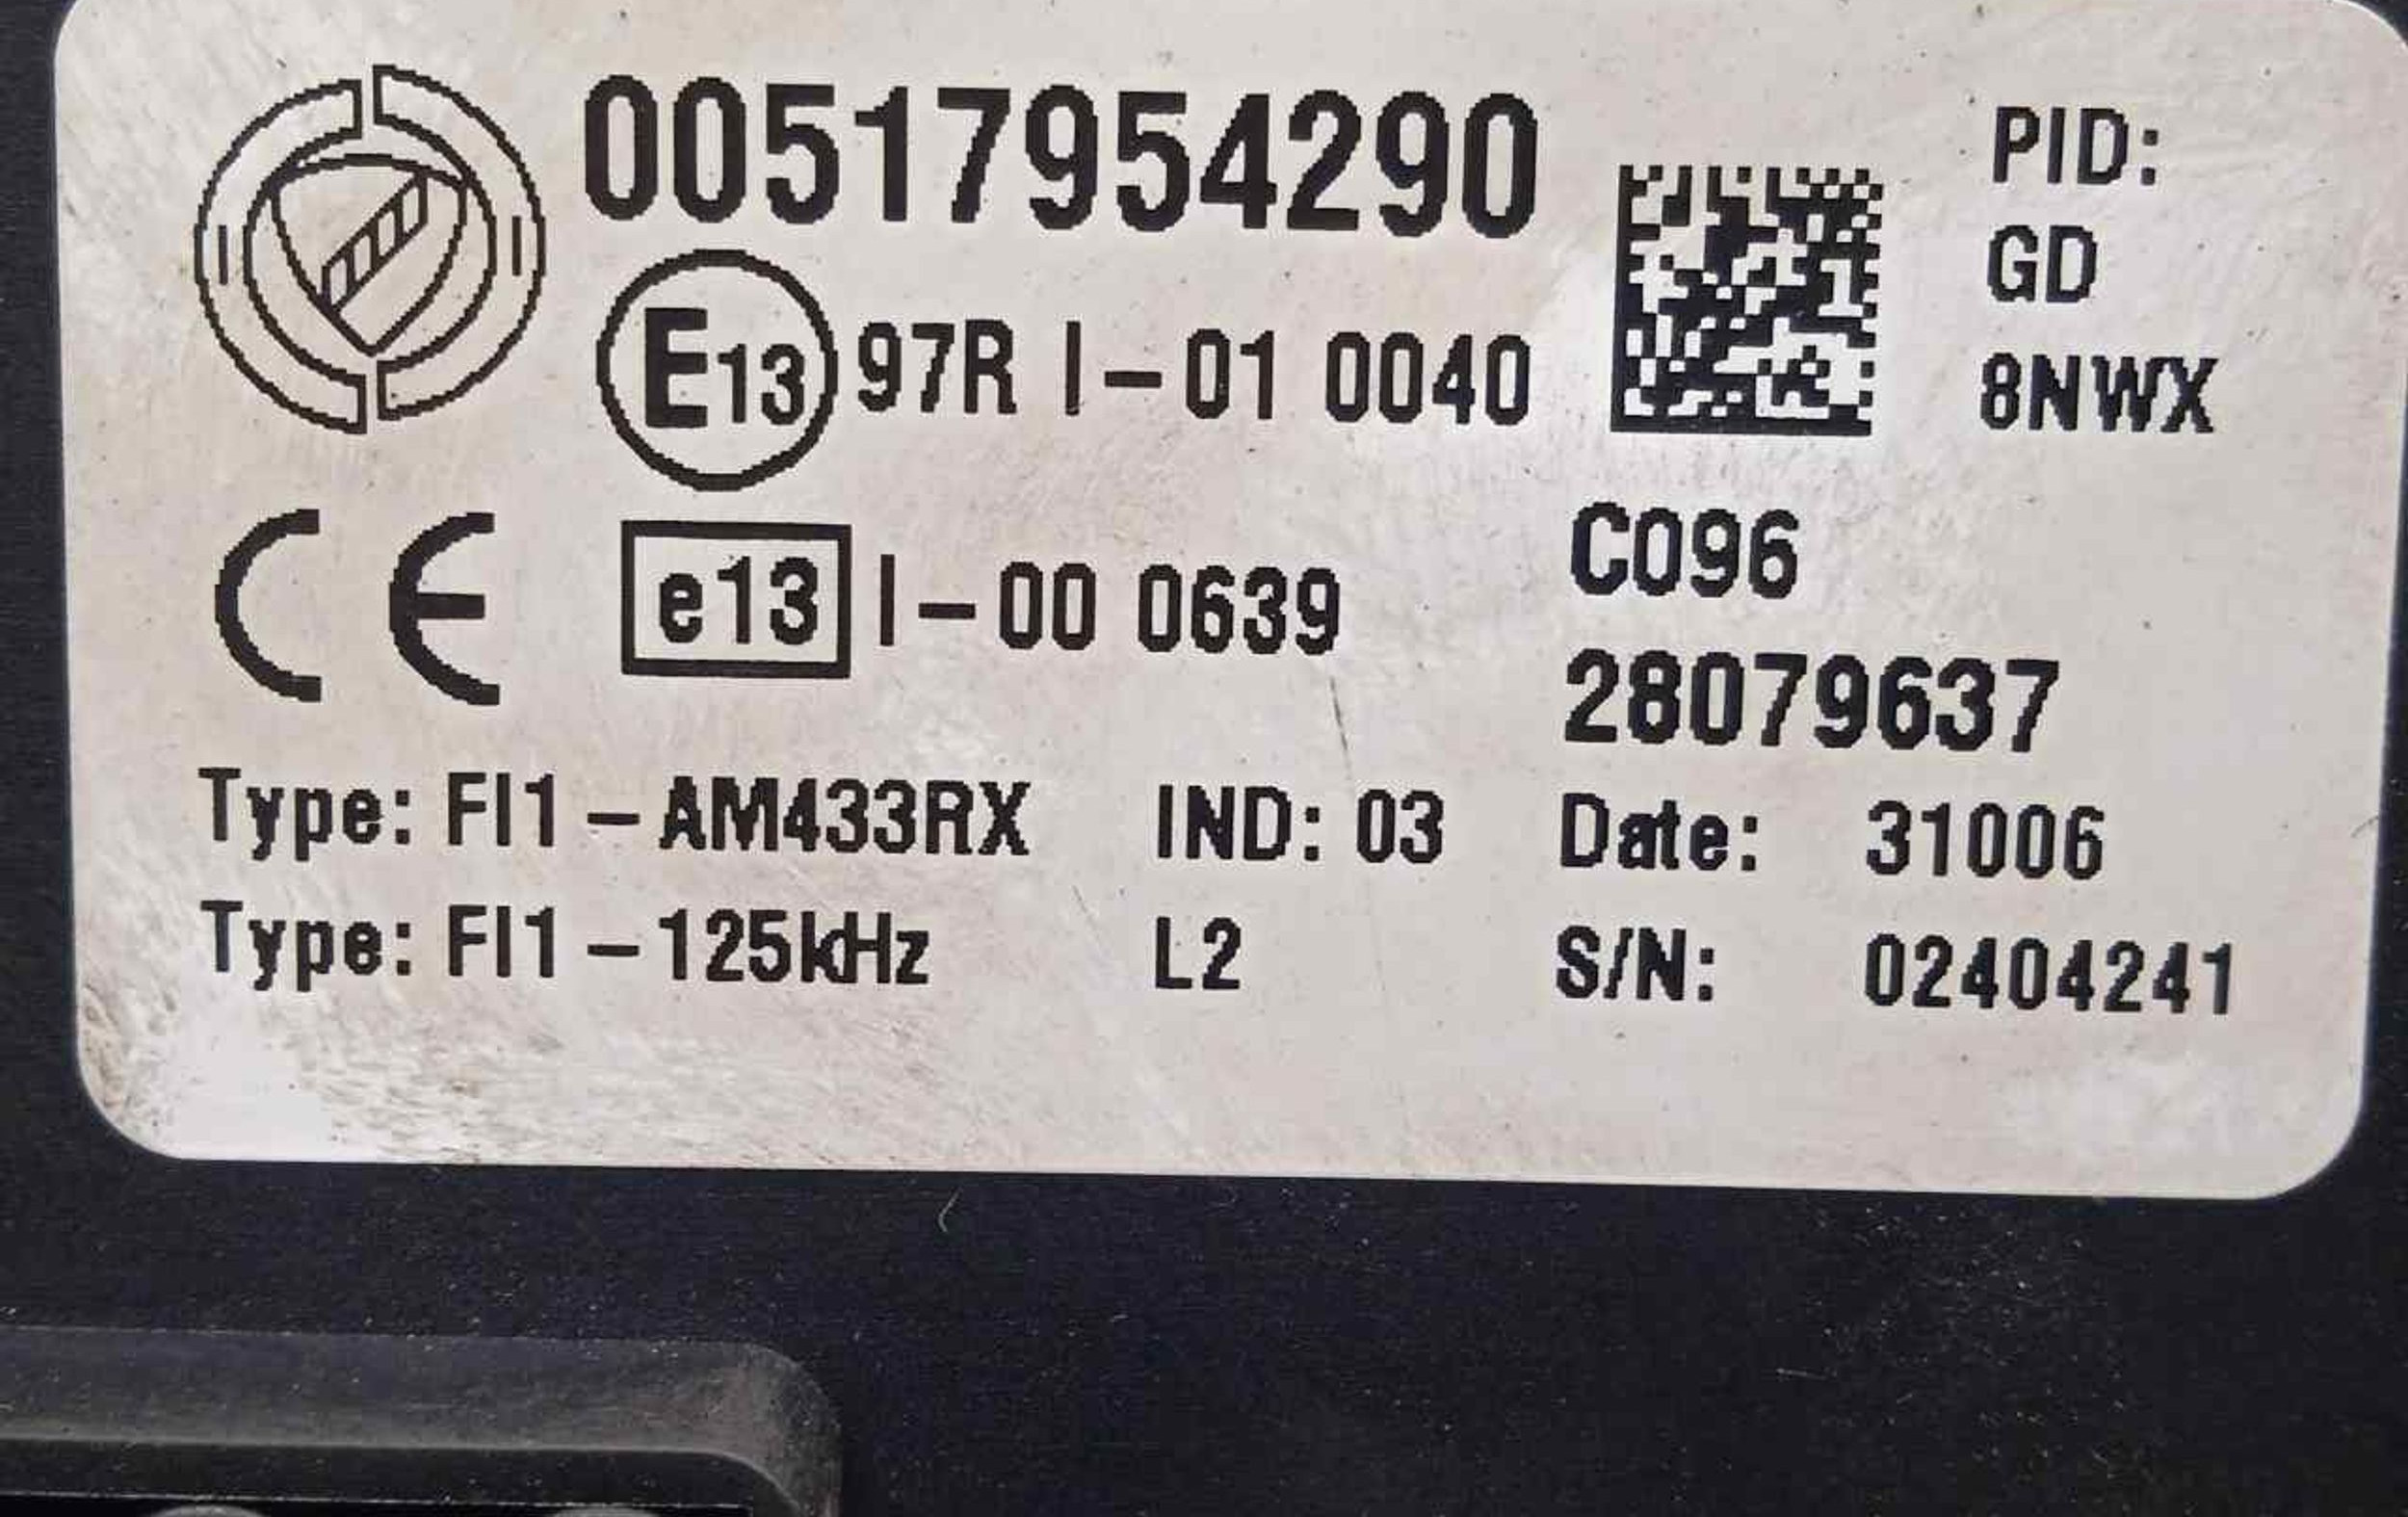 00517954290
PID:
GD
8NWX
E13 97R I-01 0040
CE e13 I-00 0639
C096
28079637
Type: FI1-AM433RX IND: 03 Date: 31006
Type: FI1-125kHz L2 S/N: 02404241